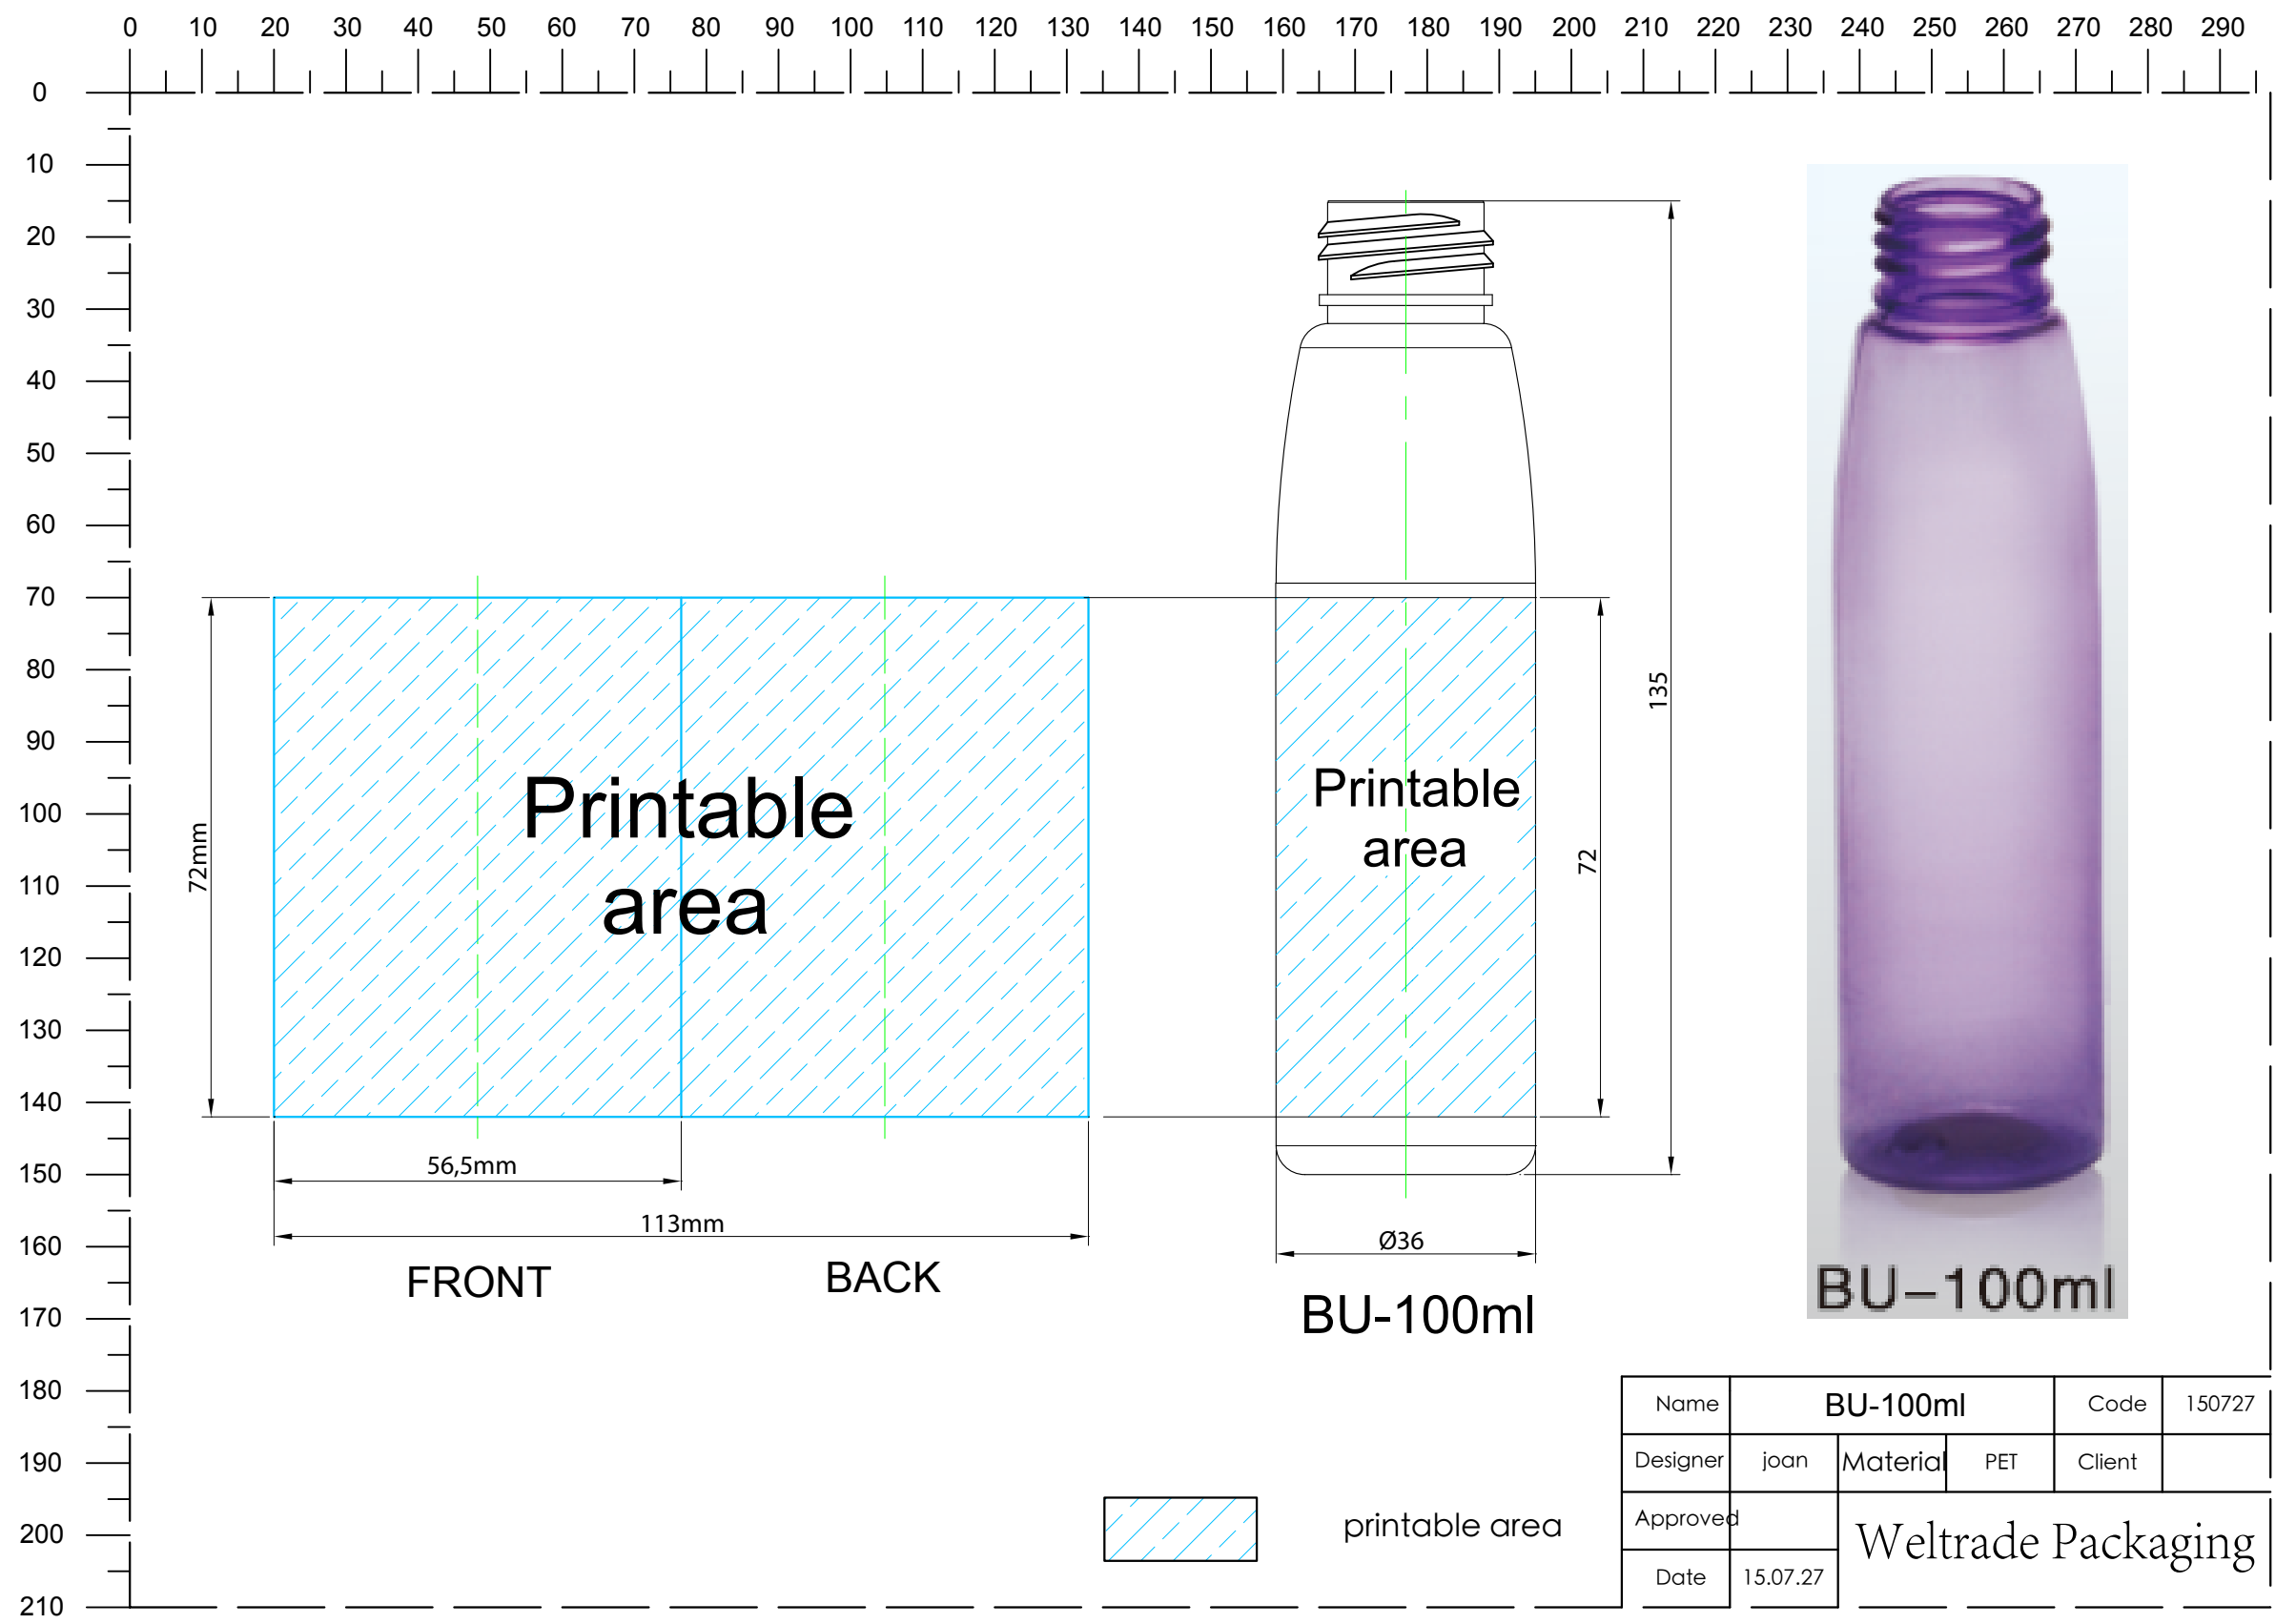 0 10 20 30 40 50 60 70 80 90 100 110 120 130 140 150 160 170 180 190 200 210 220 230 240 250 260 270 280 290
0
10
20
30
40
50
60
70
80
90
100
110
120
130
140
150
160
170
180
190
200
210
72mm
Printable
area
56,5mm
113mm
FRONT BACK
Printable
area
72
135
Ø36
BU-100ml
BU-100ml
printable area
Name BU-100ml Code 150727
Designer joan Material PET Client
Approved
Date 15.07.27
Weltrade Packaging